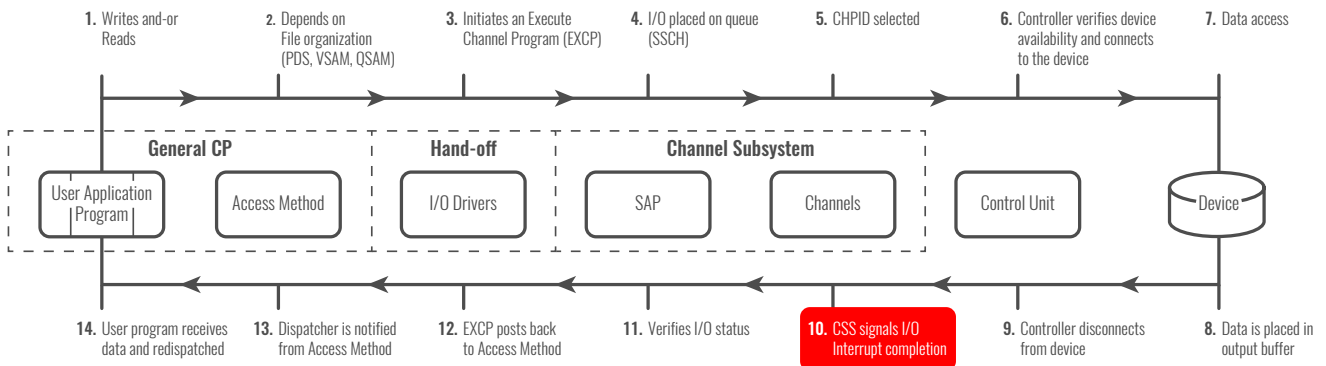 1. Writes and-or
Reads
2. Depends on
File organization
(PDS, VSAM, QSAM)
3. Initiates an Execute
Channel Program (EXCP)
4. I/O placed on queue
(SSCH)
5. CHPID selected
6. Controller verifies device
availability and connects
to the device
7. Data access
General CP
Hand-off
Channel Subsystem
User Application
Program
Access Method
I/O Drivers
SAP
Channels
Control Unit
Device
14. User program receives
data and redispatched
13. Dispatcher is notified
from Access Method
12. EXCP posts back
to Access Method
11. Verifies I/O status
10. CSS signals I/O
Interrupt completion
9. Controller disconnects
from device
8. Data is placed in
output buffer